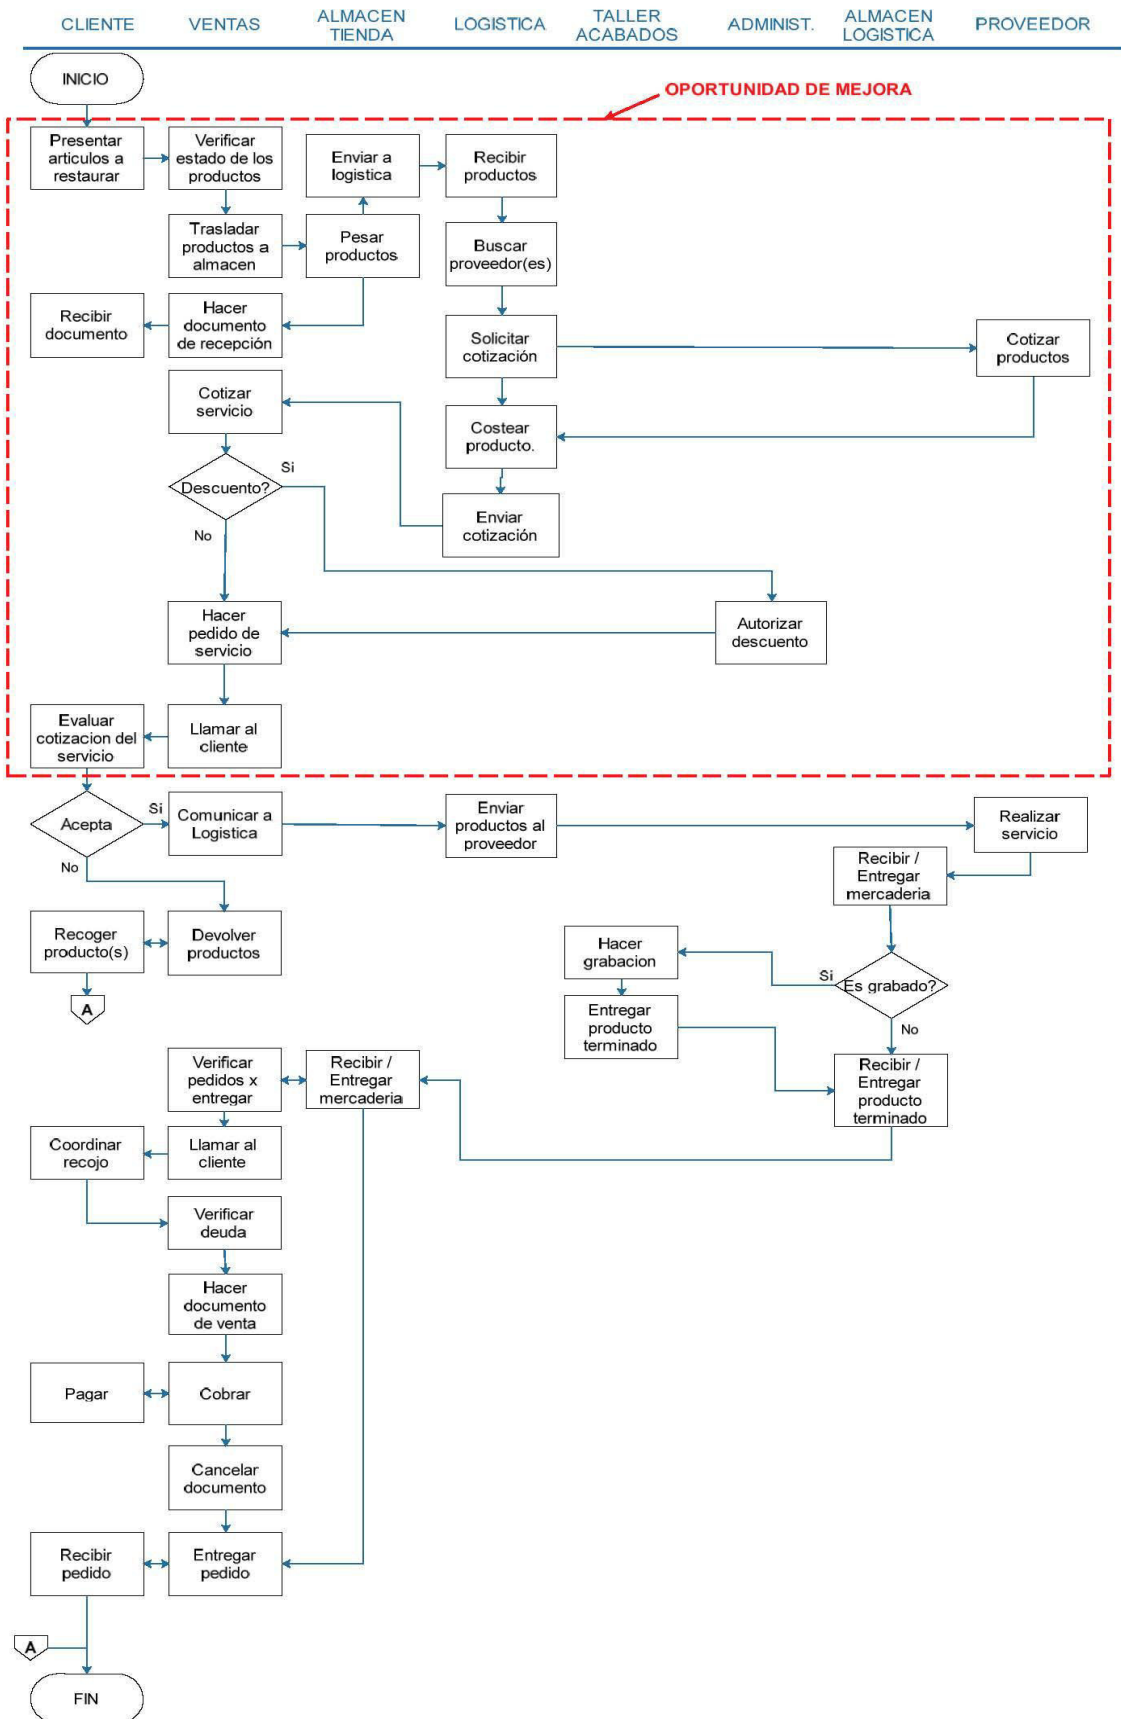 CLIENTE
VENTAS
ALMACEN
TIENDA
LOGISTICA
TALLER
ACABADOS
ADMINIST.
ALMACEN
LOGISTICA
PROVEEDOR
INICIO
OPORTUNIDAD DE MEJORA
Presentar
articulos a
restaurar
Verificar
estado de los
productos
Enviar a
logistica
Recibir
productos
Trasladar
productos a
almacen
Pesar
productos
Buscar
proveedor(es)
Recibir
documento
Hacer
documento
de recepción
Solicitar
cotización
Cotizar
productos
Cotizar
servicio
Costear
producto.
Descuento?
Si
No
Enviar
cotización
Hacer
pedido de
servicio
Autorizar
descuento
Evaluar
cotizacion del
servicio
Llamar al
cliente
Acepta
Si
No
Comunicar a
Logistica
Enviar
productos al
proveedor
Realizar
servicio
Recibir /
Entregar
mercaderia
Recoger
producto(s)
Devolver
productos
Hacer
grabacion
Si
Es grabado?
No
A
Entregar
producto
terminado
Verificar
pedidos x
entregar
Recibir /
Entregar
mercaderia
Recibir /
Entregar
producto
terminado
Coordinar
recojo
Llamar al
cliente
Verificar
deuda
Hacer
documento
de venta
Pagar
Cobrar
Cancelar
documento
Recibir
pedido
Entregar
pedido
A
FIN